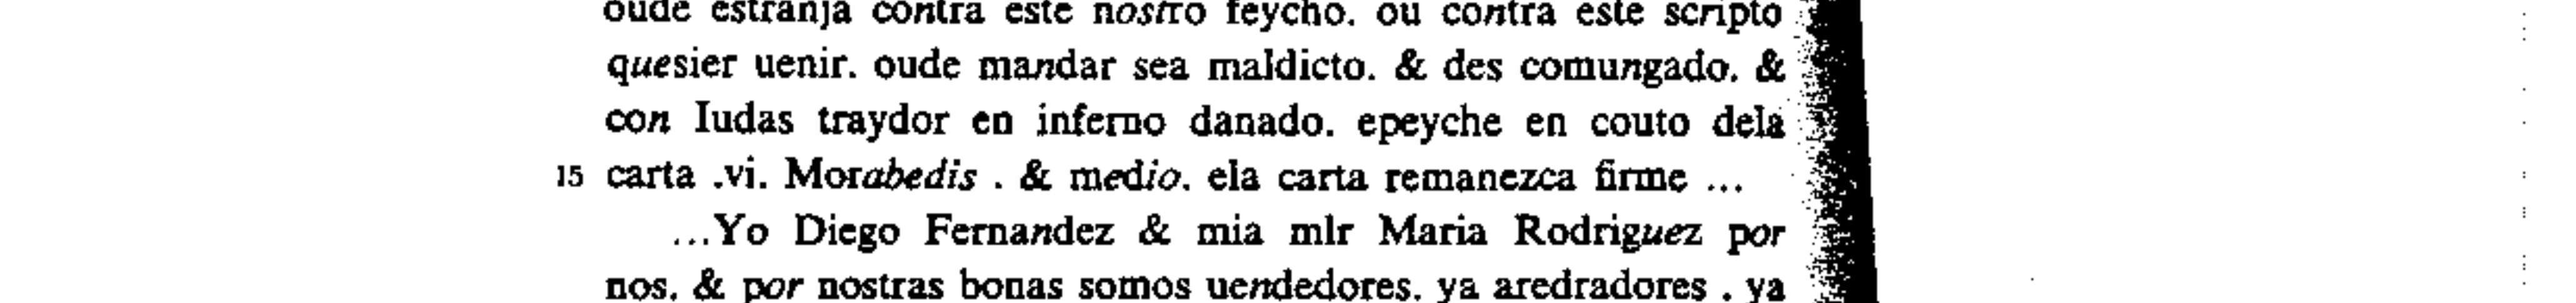 oude estranja contra este nostro feycho. ou contra este scripto
quesier uenir. oude mandar sea maldicto. & des comungado. &
con Iudas traydor en inferno danado. epeyche en couto dela
15 carta .vi. Morabedis . & medio. ela carta remanezca firme ...
...Yo Diego Fernandez & mia mlr Maria Rodriguez por
nos. & por nostras bonas somos uendedores. ya aredradores . ya